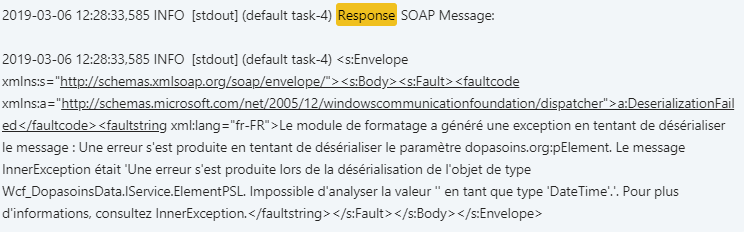 2019-03-06 12:28:33,585 INFO [stdout] (default task-4) Response SOAP Message:
2019-03-06 12:28:33,585 INFO [stdout] (default task-4) <s:Envelope
xmlns:s="http://schemas.xmlsoap.org/soap/envelope/"><s:Body><s:Fault><faultcode
xmlns:a="http://schemas.microsoft.com/net/2005/12/windowscommunicationfoundation/dispatcher">a:DeserializationFail
ed</faultcode><faultstring xml:lang="fr-FR">Le module de formatage a généré une exception en tentant de désérialiser
le message : Une erreur s'est produite en tentant de désérialiser le paramètre dopasoins.org:pElement. Le message
InnerException était 'Une erreur s'est produite lors de la désérialisation de l'objet de type
Wcf_DopasoinsData.IService.ElementPSL. Impossible d'analyser la valeur '' en tant que type 'DateTime'.'. Pour plus
d'informations, consultez InnerException.</faultstring></s:Fault></s:Body></s:Envelope>